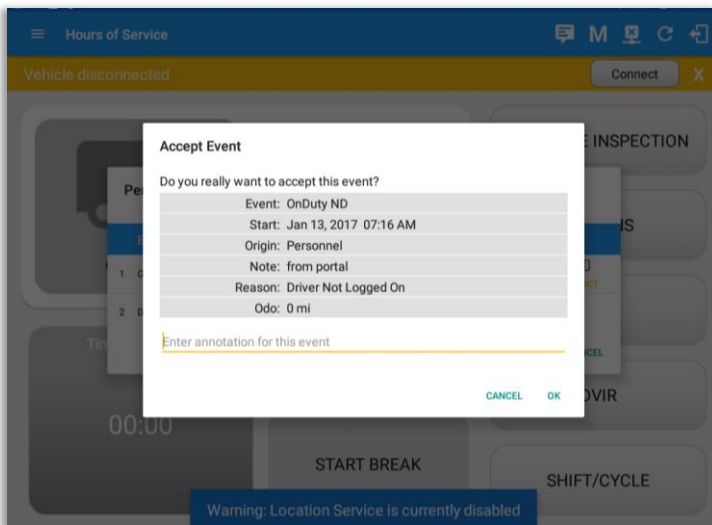 Hours of Service
M
Vehicle disconnected
Connect
X
INSPECTION
Accept Event
Do you really want to accept this event?
Event: OnDuty ND
Start: Jan 13, 2017 07:16 AM
Origin: Personnel
Note: from portal
Reason: Driver Not Logged On
Odo: 0 mi
Enter annotation for this event
CANCEL OK
1
2
00:00
START BREAK
SHIFT/CYCLE
Warning: Location Service is currently disabled